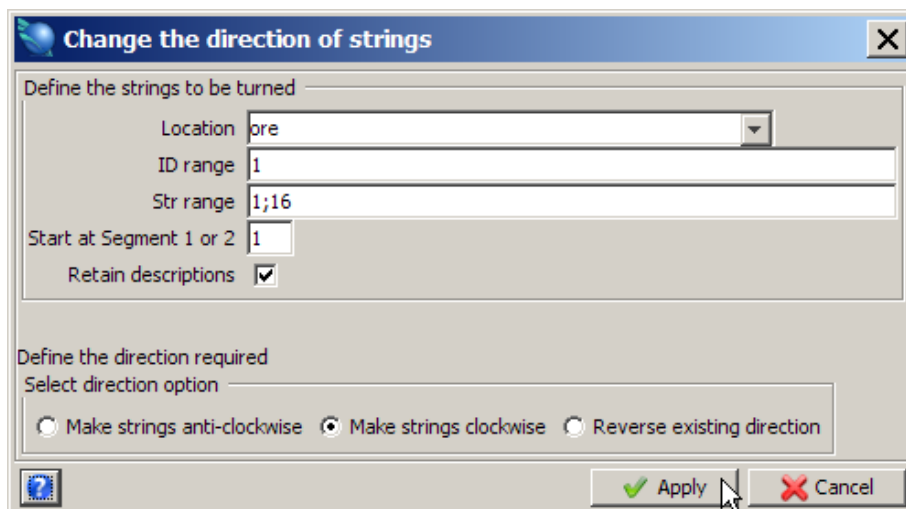 Change the direction of strings
Define the strings to be turned
Location ore
ID range 1
Str range 1;16
Start at Segment 1 or 2 1
Retain descriptions
Define the direction required
Select direction option
Make strings anti-clockwise Make strings clockwise Reverse existing direction
? Apply Cancel